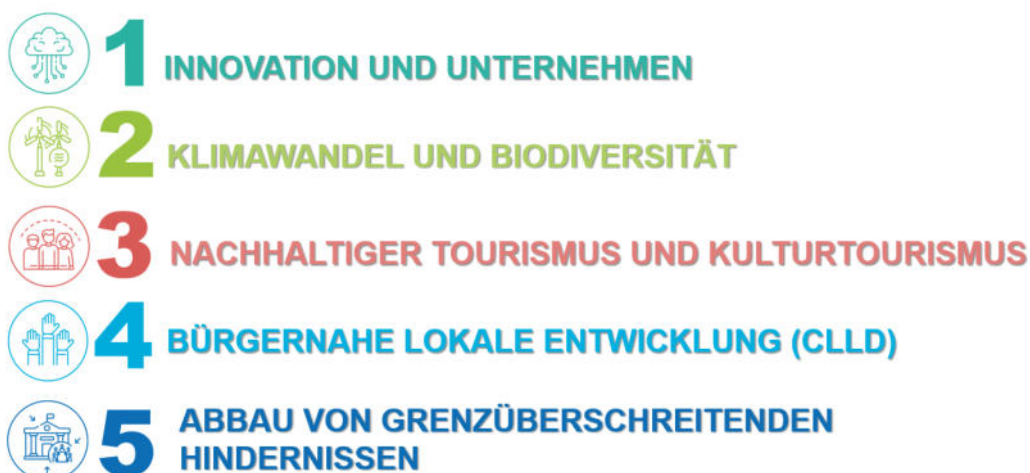 1 INNOVATION UND UNTERNEHMEN
2 KLIMAWANDEL UND BIODIVERSITÄT
3 NACHHALTIGER TOURISMUS UND KULTURTOURISMUS
4 BÜRGERNAHE LOKALE ENTWICKLUNG (CLLD)
5 ABBAU VON GRENZÜBERSCHREITENDEN
HINDERNISSEN